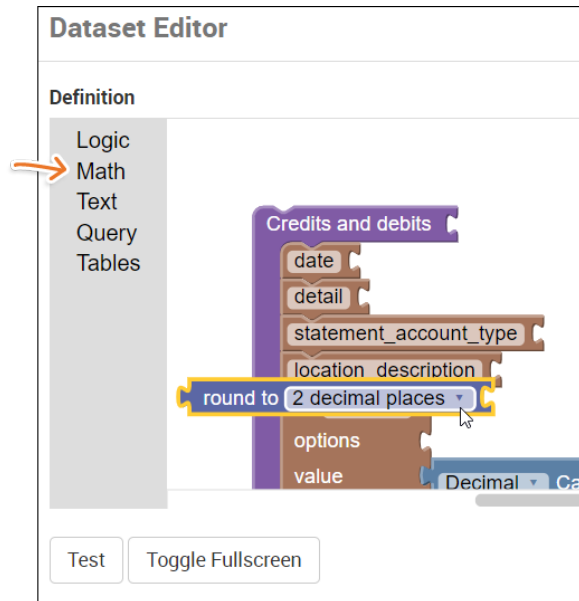 Dataset Editor
Definition
Logic
Math
Text
Query
Tables
Credits and debits
date
detail
statement_account_type
location_description
round to 2 decimal places
options
value
Decimal
Test
Toggle Fullscreen